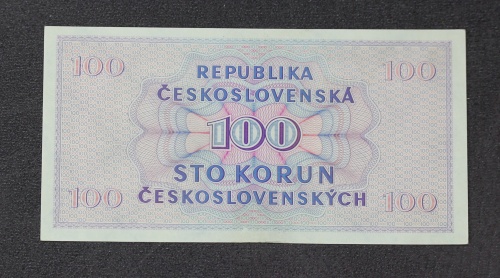 100 100
REPUBLIKA
ČESKOSLOVENSKÁ
100
STO KORUN
ČESKOSLOVENSKÝCH
100 100